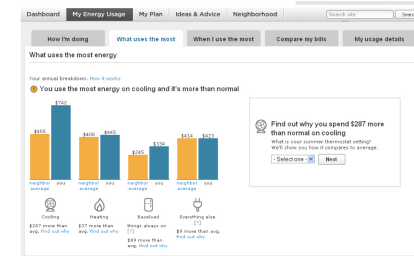 Dashboard My Energy Usage My Plan Ideas & Advice Neighborhood Search site Searc
How I'm doing What uses the most When I use the most Compare my bills My usage details
What uses the most energy
Your annual breakdown. How it works
You use the most energy on cooling and it's more than normal
$742
$455
$408 $445
$245 $334
$414 $423
neighbor average you neighbor average you neighbor average you neighbor average you
Cooling
$287 more than
avg. find out why
Heating
$37 more than
avg. find out why
Baseload
things always on
[?]
$89 more than
avg. find out why
Everything else
[?]
$9 more than avg.
find out why
Find out why you spend $287 more
than normal on cooling
What is your summer thermostat setting?
We'll show you how it compares to average.
- Select one - Next